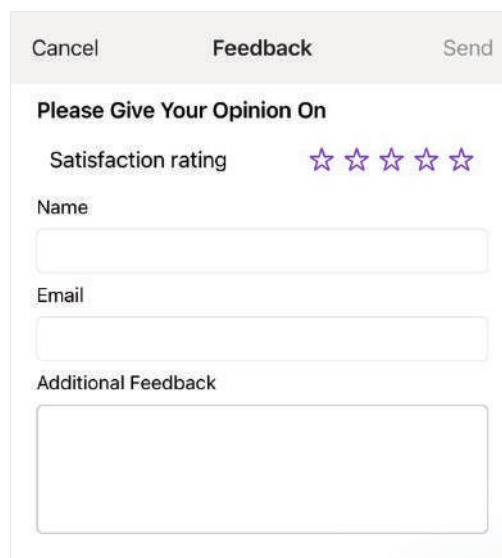 Cancel Feedback Send
Please Give Your Opinion On
Satisfaction rating
Name
Email
Additional Feedback